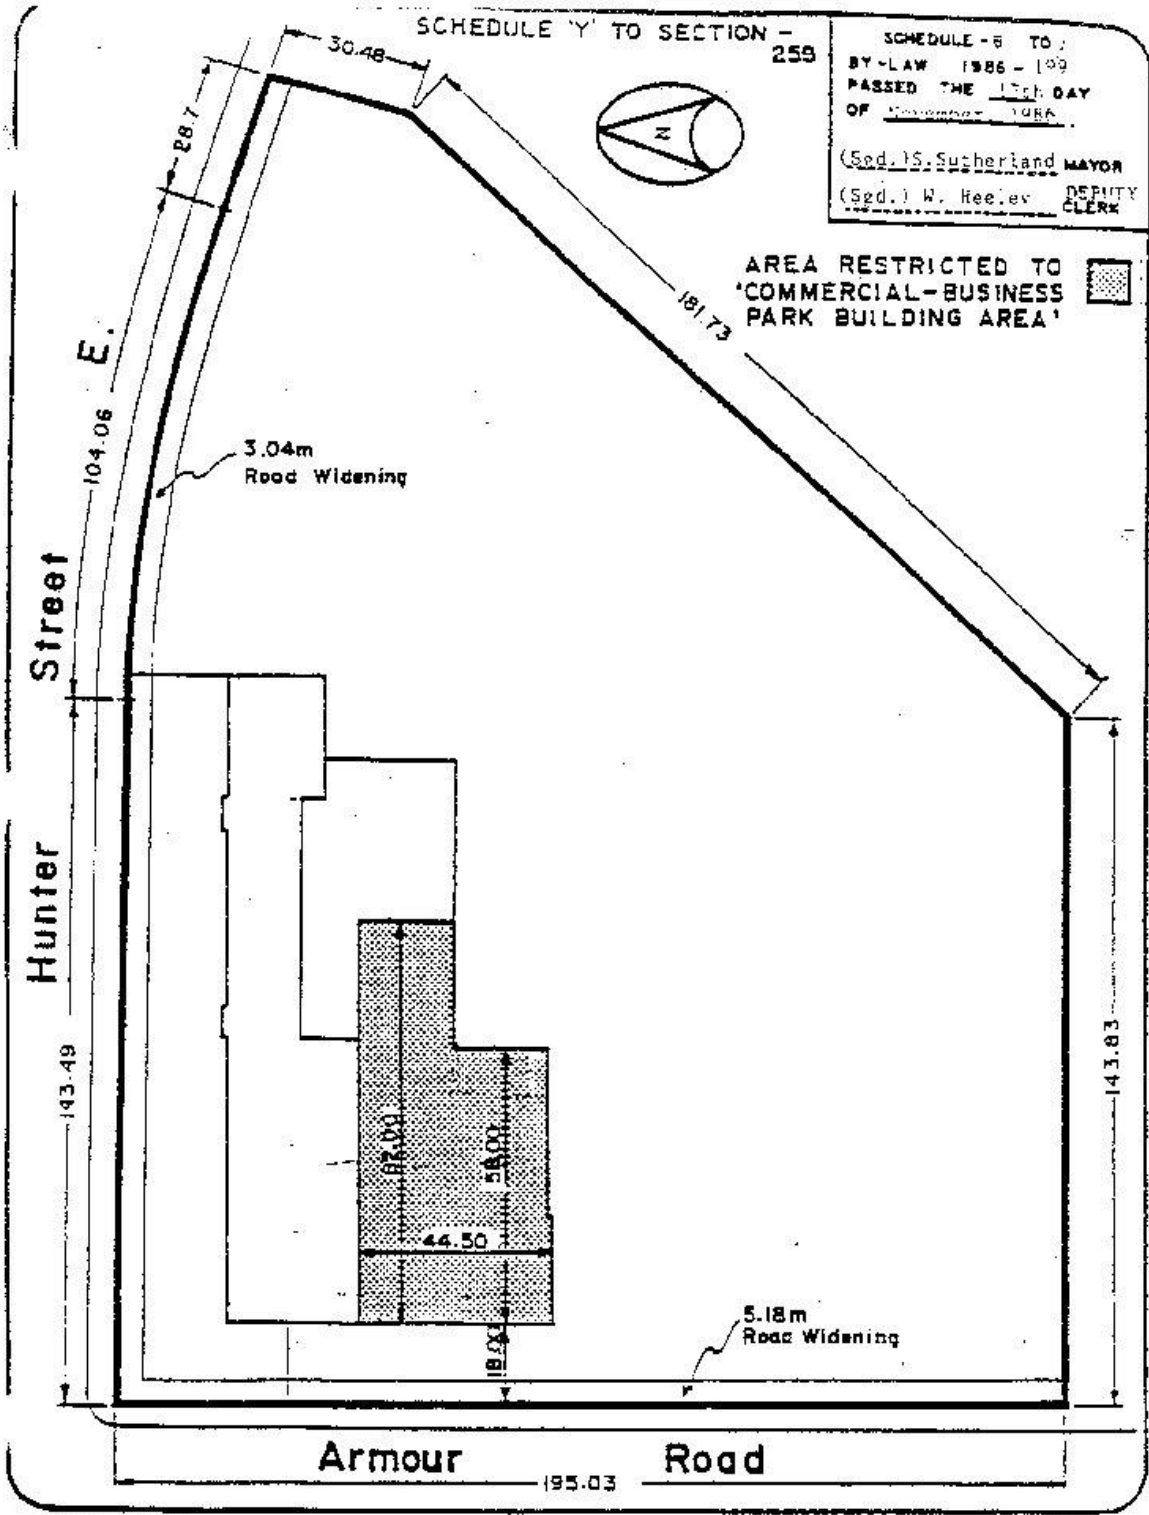 SCHEDULE 'Y' TO SECTION -
259
SCHEDULE - B TO
BY-LAW 1986 - 199
PASSED THE DAY
OF 1986
(Sgd.) S. Sutherland MAYOR
(Sgd.) W. Heeley DEPUTY
CLERK
N
AREA RESTRICTED TO
'COMMERCIAL-BUSINESS
PARK BUILDING AREA'
30.48
28.7
181.73
104.06
3.04m
Road Widening
Hunter Street E.
143.49
143.83
58.00
44.50
18.00
5.18m
Road Widening
Armour Road
195.03